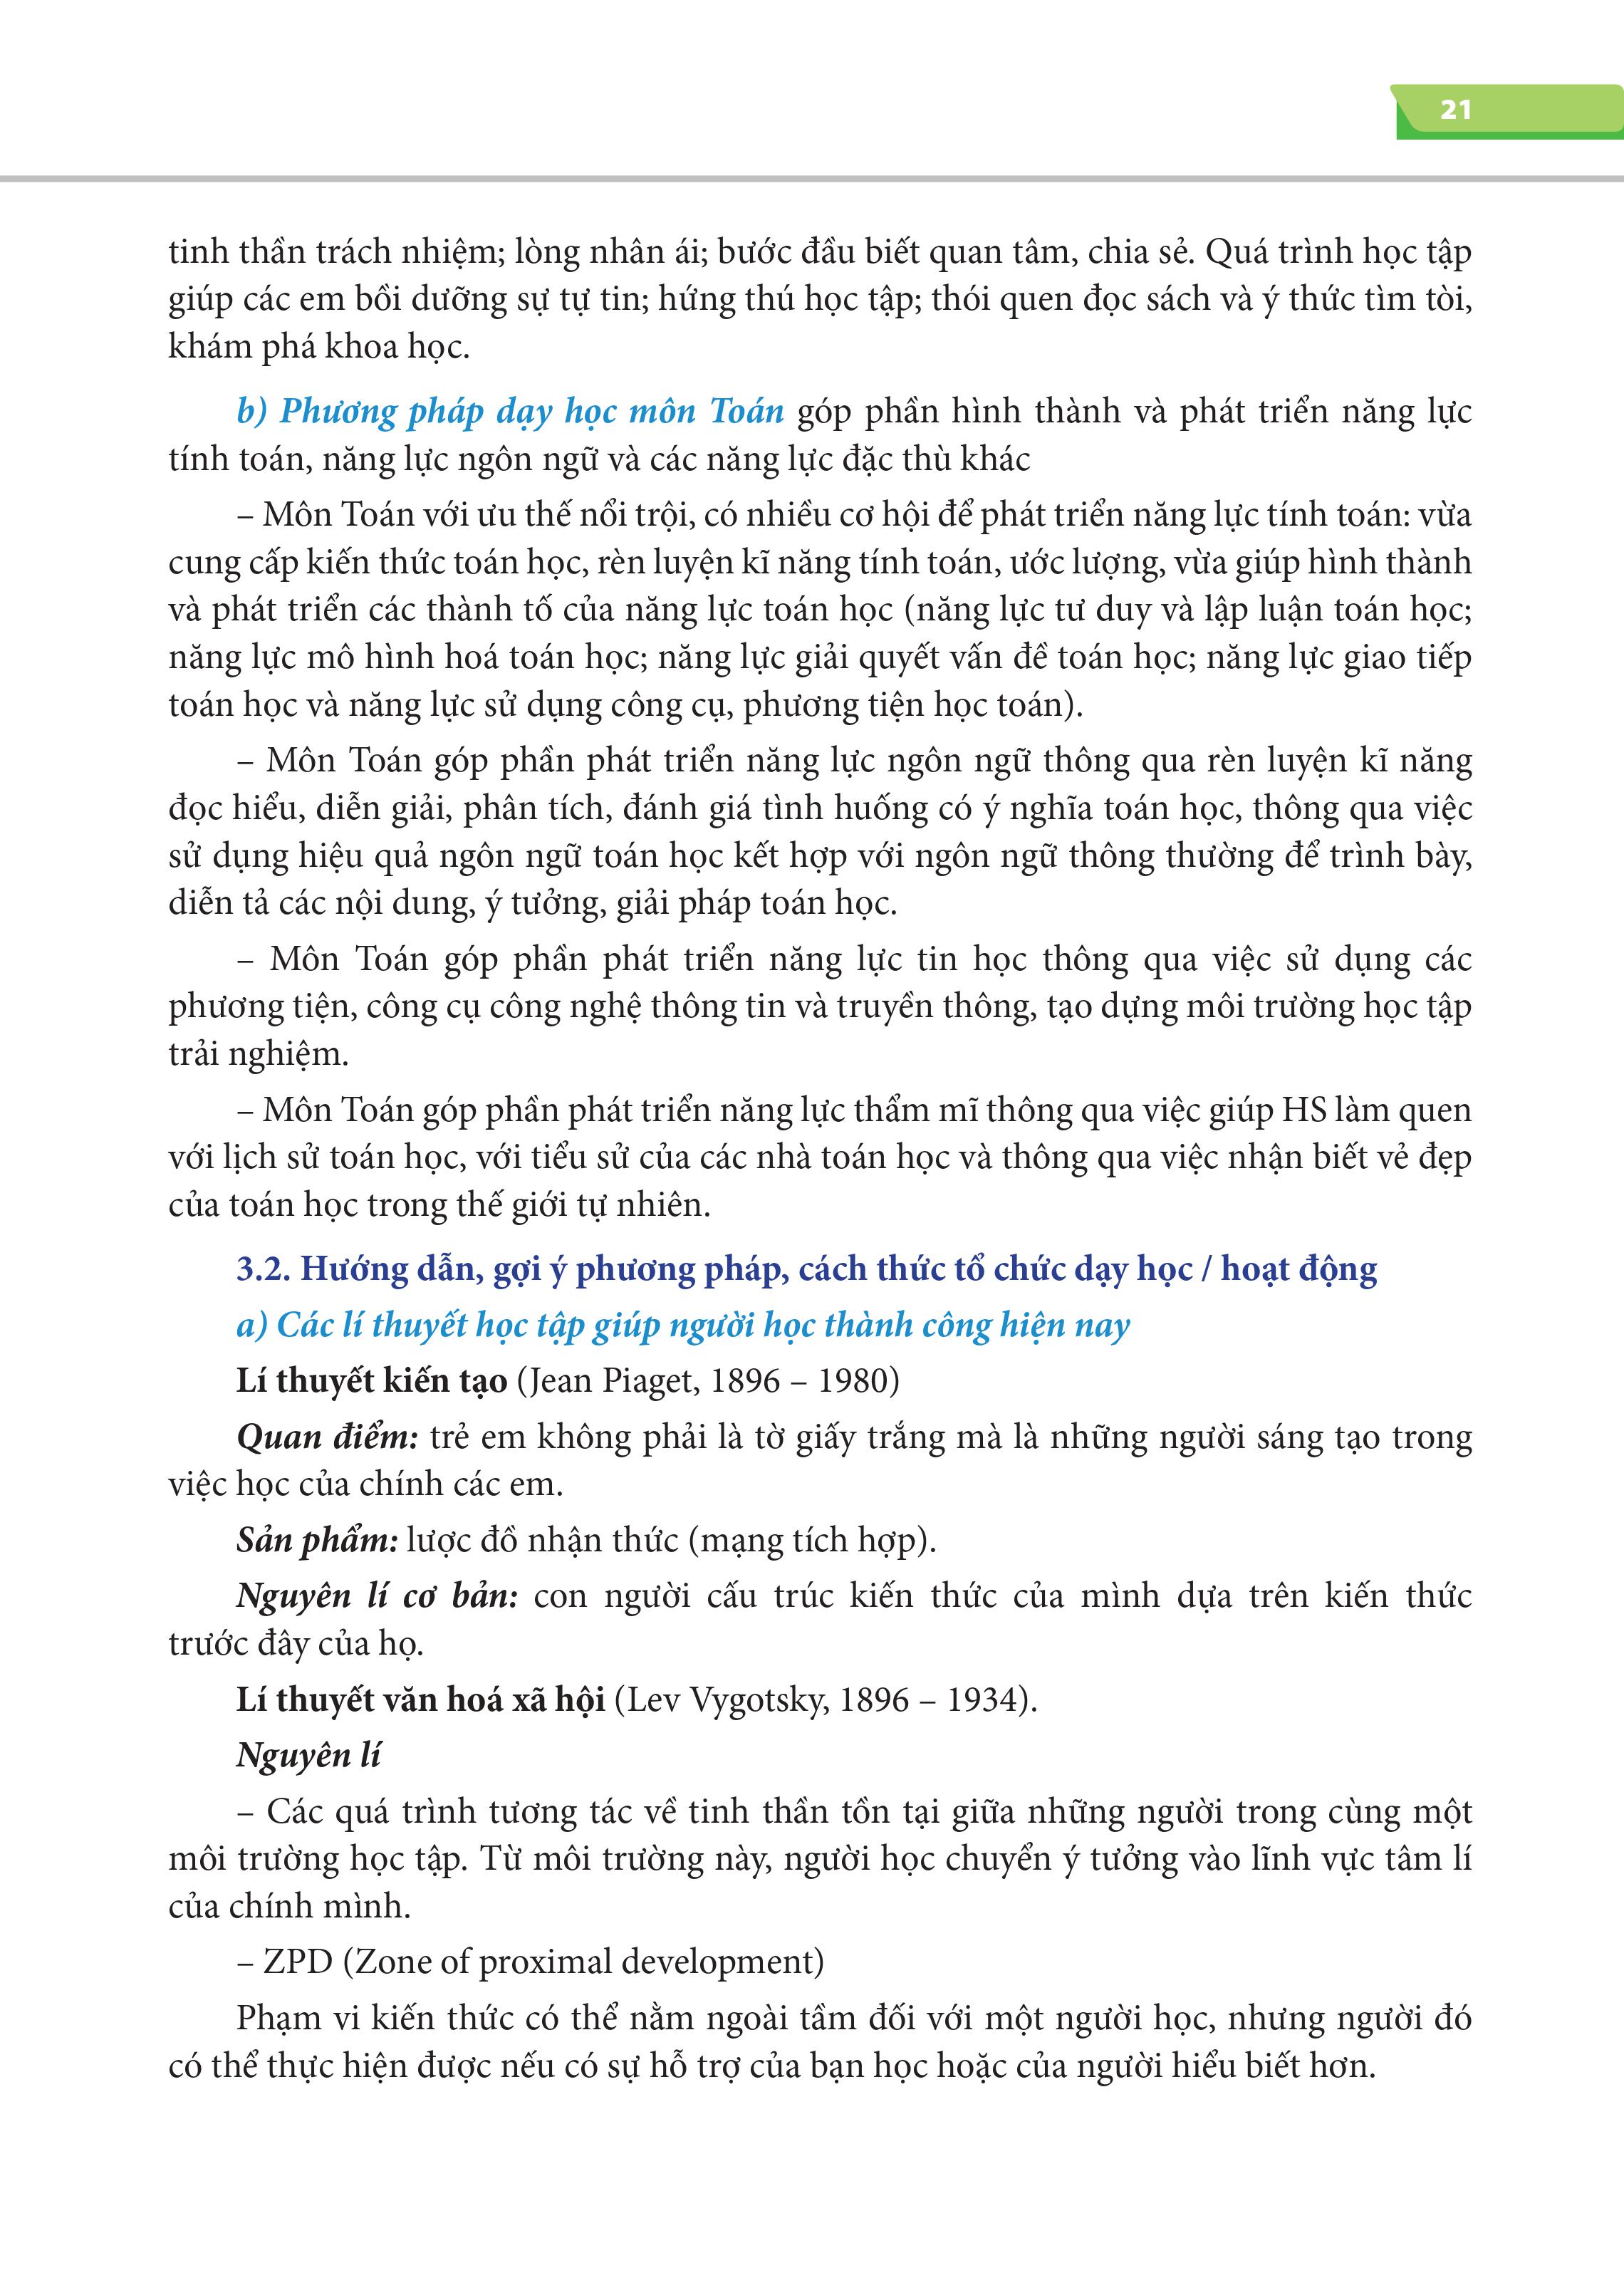 21
tinh thần trách nhiệm; lòng nhân ái; bước đầu biết quan tâm, chia sẻ. Quá trình học tập
giúp các em bồi dưỡng sự tự tin; hứng thú học tập; thói quen đọc sách và ý thức tìm tòi,
khám phá khoa học.
b) Phương pháp dạy học môn Toán góp phần hình thành và phát triển năng lực
tính toán, năng lực ngôn ngữ và các năng lực đặc thù khác
– Môn Toán với ưu thế nổi trội, có nhiều cơ hội để phát triển năng lực tính toán: vừa
cung cấp kiến thức toán học, rèn luyện kĩ năng tính toán, ước lượng, vừa giúp hình thành
và phát triển các thành tố của năng lực toán học (năng lực tư duy và lập luận toán học;
năng lực mô hình hoá toán học; năng lực giải quyết vấn đề toán học; năng lực giao tiếp
toán học và năng lực sử dụng công cụ, phương tiện học toán).
– Môn Toán góp phần phát triển năng lực ngôn ngữ thông qua rèn luyện kĩ năng
đọc hiểu, diễn giải, phân tích, đánh giá tình huống có ý nghĩa toán học, thông qua việc
sử dụng hiệu quả ngôn ngữ toán học kết hợp với ngôn ngữ thông thường để trình bày,
diễn tả các nội dung, ý tưởng, giải pháp toán học.
– Môn Toán góp phần phát triển năng lực tin học thông qua việc sử dụng các
phương tiện, công cụ công nghệ thông tin và truyền thông, tạo dựng môi trường học tập
trải nghiệm.
– Môn Toán góp phần phát triển năng lực thẩm mĩ thông qua việc giúp HS làm quen
với lịch sử toán học, với tiểu sử của các nhà toán học và thông qua việc nhận biết vẻ đẹp
của toán học trong thế giới tự nhiên.
3.2. Hướng dẫn, gợi ý phương pháp, cách thức tổ chức dạy học / hoạt động
a) Các lí thuyết học tập giúp người học thành công hiện nay
Lí thuyết kiến tạo (Jean Piaget, 1896 – 1980)
Quan điểm: trẻ em không phải là tờ giấy trắng mà là những người sáng tạo trong
việc học của chính các em.
Sản phẩm: lược đồ nhận thức (mạng tích hợp).
Nguyên lí cơ bản: con người cấu trúc kiến thức của mình dựa trên kiến thức
trước đây của họ.
Lí thuyết văn hoá xã hội (Lev Vygotsky, 1896 – 1934).
Nguyên lí
– Các quá trình tương tác về tinh thần tồn tại giữa những người trong cùng một
môi trường học tập. Từ môi trường này, người học chuyển ý tưởng vào lĩnh vực tâm lí
của chính mình.
– ZPD (Zone of proximal development)
Phạm vi kiến thức có thể nằm ngoài tầm đối với một người học, nhưng người đó
có thể thực hiện được nếu có sự hỗ trợ của bạn học hoặc của người hiểu biết hơn.